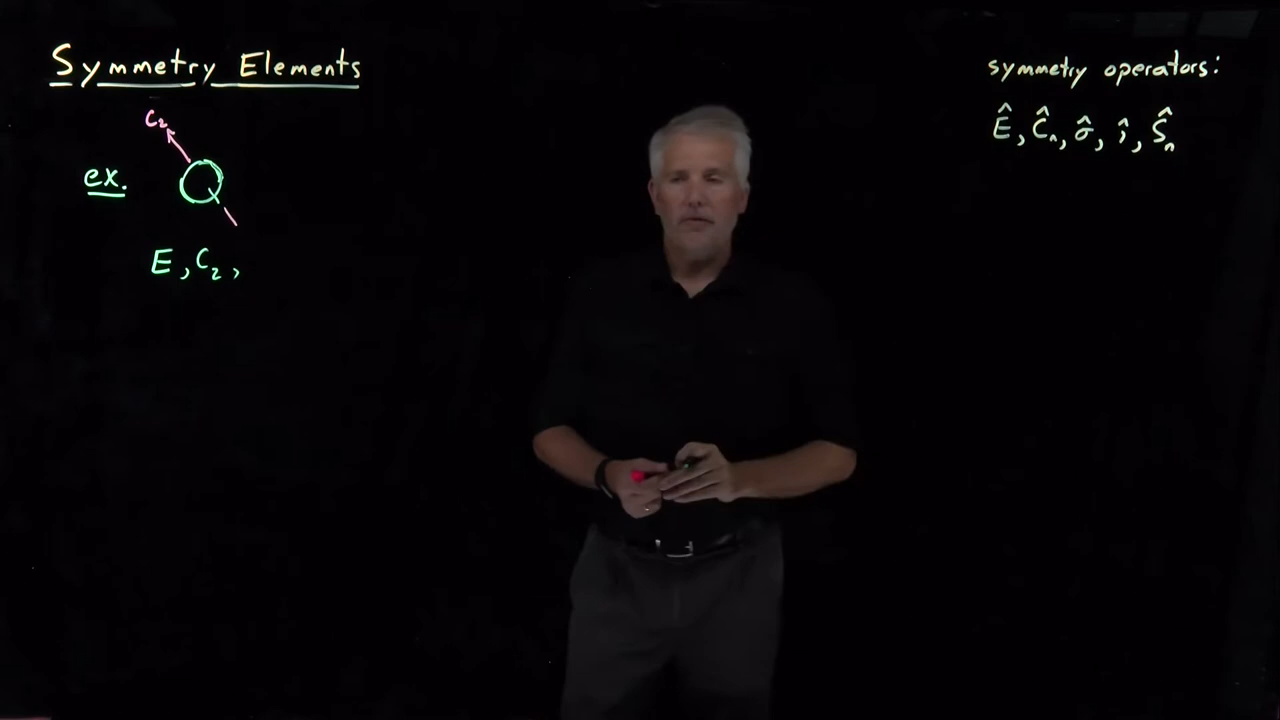 Symmetry Elements
C₂
ex. Q
E, C₂,
symmetry operators:
Ê, Ĉₙ, σ̂, î, Ŝₙ